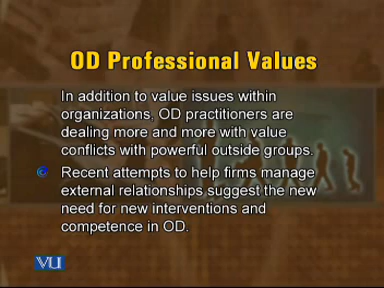 OD Professional Values
In addition to value issues within
organizations, OD practitioners are
dealing more and more with value
conflicts with powerful outside groups.
Recent attempts to help firms manage
external relationships suggest the new
need for new interventions and
competence in OD.
VU